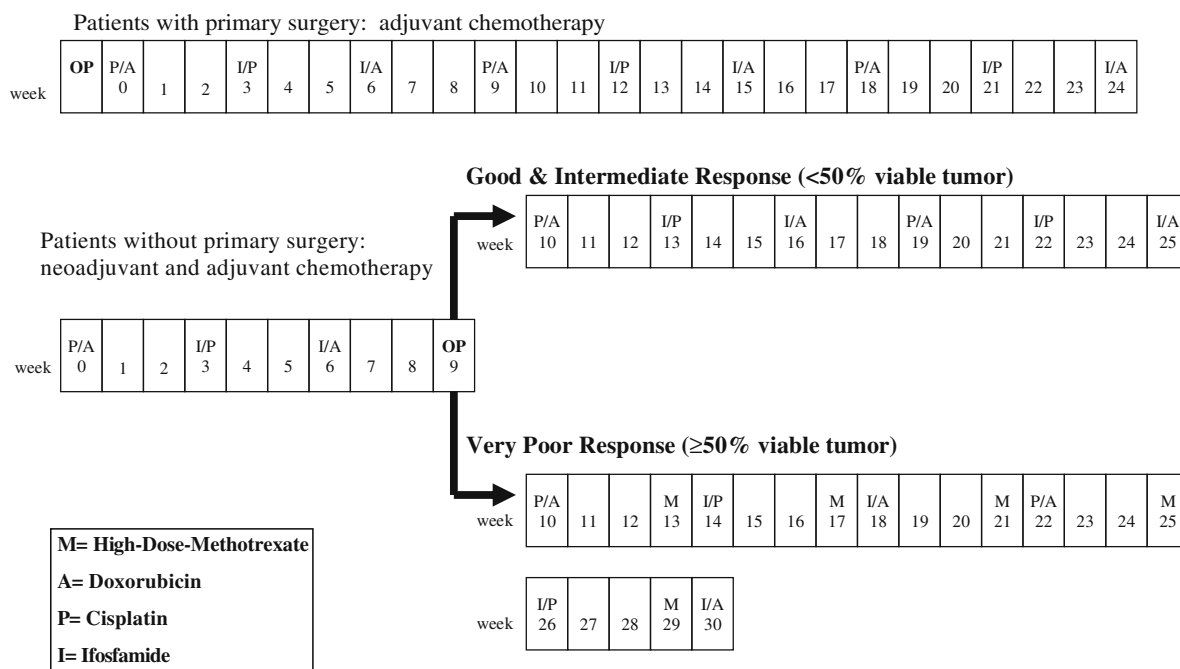 Patients with primary surgery: adjuvant chemotherapy
OP P/A I/P I/A P/A I/P I/A P/A I/P I/A
week 0 1 2 3 4 5 6 7 8 9 10 11 12 13 14 15 16 17 18 19 20 21 22 23 24
Good & Intermediate Response (<50% viable tumor)
P/A I/P I/A P/A I/P I/A
week 10 11 12 13 14 15 16 17 18 19 20 21 22 23 24 25
Patients without primary surgery:
neoadjuvant and adjuvant chemotherapy
P/A I/P I/A OP
week 0 1 2 3 4 5 6 7 8 9
Very Poor Response (≥50% viable tumor)
P/A M I/P M I/A M P/A M
week 10 11 12 13 14 15 16 17 18 19 20 21 22 23 24 25
I/P M I/A
week 26 27 28 29 30
M= High-Dose-Methotrexate
A= Doxorubicin
P= Cisplatin
I= Ifosfamide